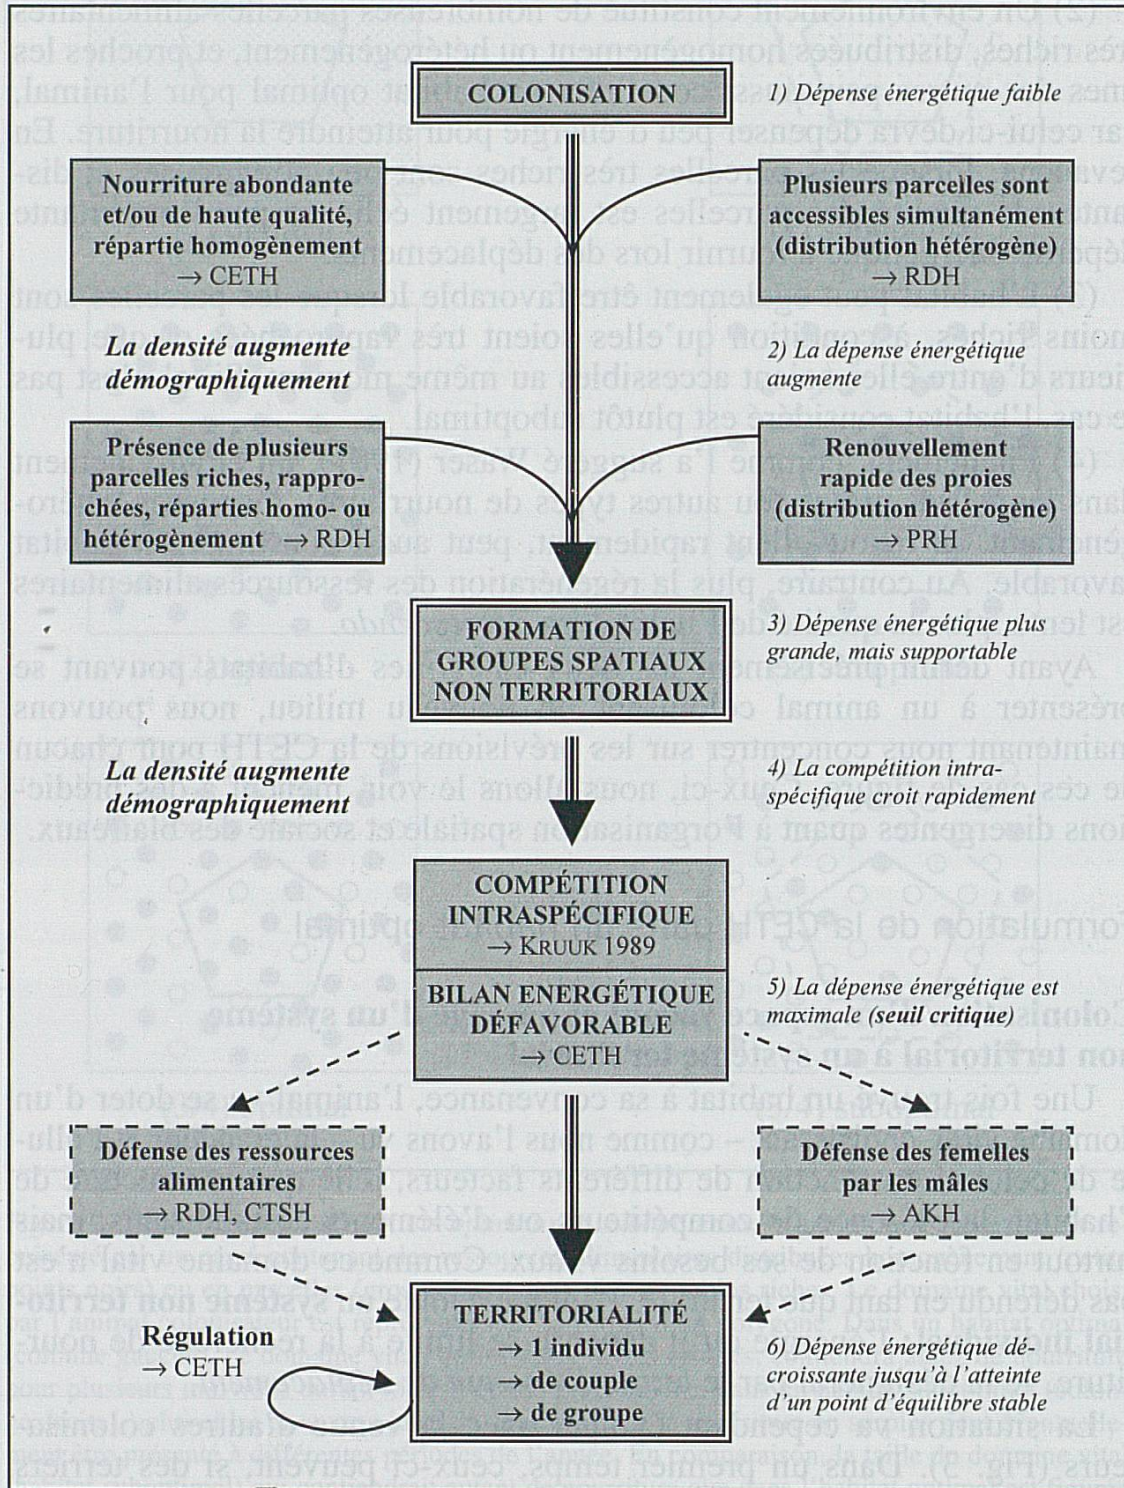 COLONISATION
1) Dépense énergétique faible
Nourriture abondante
et/ou de haute qualité,
répartie homogènement
→ CETH
Plusieurs parcelles sont
accessibles simultanément
(distribution hétérogène)
→ RDH
La densité augmente
démographiquement
2) La dépense énergétique
augmente
Présence de plusieurs
parcelles riches, rappro-
chées, réparties homo- ou
hétérogènement → RDH
Renouvellement
rapide des proies
(distribution hétérogène)
→ PRH
FORMATION DE
GROUPES SPATIAUX
NON TERRITORIAUX
3) Dépense énergétique plus
grande, mais supportable
La densité augmente
démographiquement
4) La compétition intra-
spécifique croit rapidement
COMPÉTITION
INTRASPÉCIFIQUE
→ KRUUK 1989
BILAN ENERGÉTIQUE
DÉFAVORABLE
→ CETH
5) La dépense énergétique est
maximale (seuil critique)
Défense des ressources
alimentaires
→ RDH, CTSH
Défense des femelles
par les mâles
→ AKH
TERRITORIALITÉ
→ 1 individu
→ de couple
→ de groupe
Régulation
→ CETH
6) Dépense énergétique dé-
croissante jusqu'à l'atteinte
d'un point d'équilibre stable